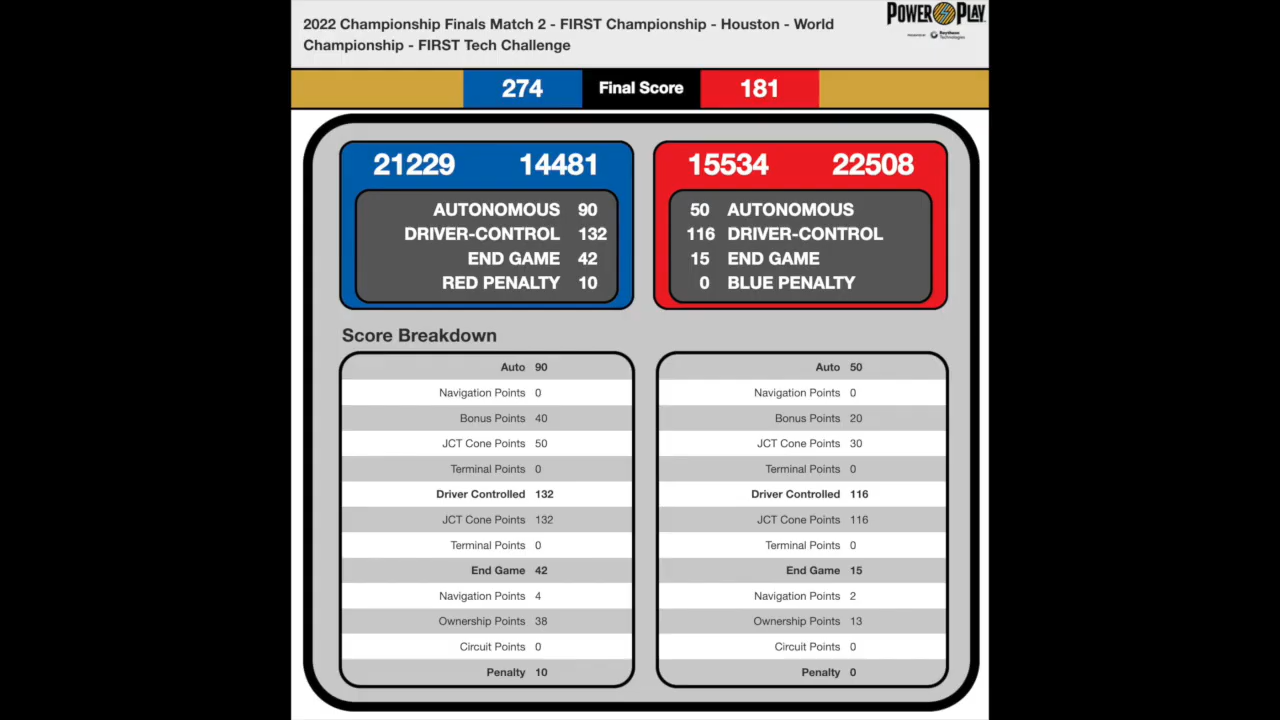 2022 Championship Finals Match 2 - FIRST Championship - Houston - World
Championship - FIRST Tech Challenge
POWER PLAY
Raytheon
Technologies
274 Final Score 181
21229 14481
AUTONOMOUS 90
DRIVER-CONTROL 132
END GAME 42
RED PENALTY 10
15534 22508
50 AUTONOMOUS
116 DRIVER-CONTROL
15 END GAME
0 BLUE PENALTY
Score Breakdown
Auto 90
Navigation Points 0
Bonus Points 40
JCT Cone Points 50
Terminal Points 0
Driver Controlled 132
JCT Cone Points 132
Terminal Points 0
End Game 42
Navigation Points 4
Ownership Points 38
Circuit Points 0
Penalty 10
Auto 50
Navigation Points 0
Bonus Points 20
JCT Cone Points 30
Terminal Points 0
Driver Controlled 116
JCT Cone Points 116
Terminal Points 0
End Game 15
Navigation Points 2
Ownership Points 13
Circuit Points 0
Penalty 0